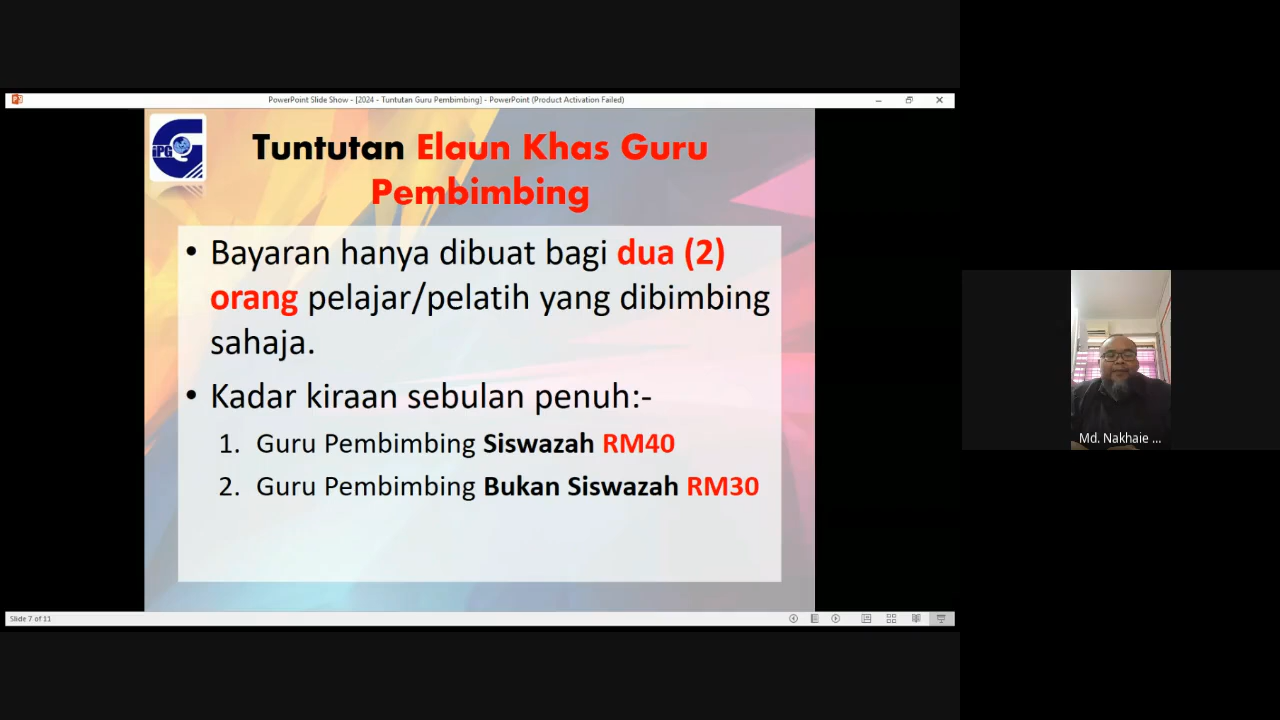 PowerPoint Slide Show - [2024 - Tuntutan Guru Pembimbing] - PowerPoint (Product Activation Failed)
iPG
Tuntutan Elaun Khas Guru
Pembimbing
• Bayaran hanya dibuat bagi dua (2)
orang pelajar/pelatih yang dibimbing
sahaja.
• Kadar kiraan sebulan penuh:-
1. Guru Pembimbing Siswazah RM40
2. Guru Pembimbing Bukan Siswazah RM30
Md. Nakhaie ...
Slide 7 of 11